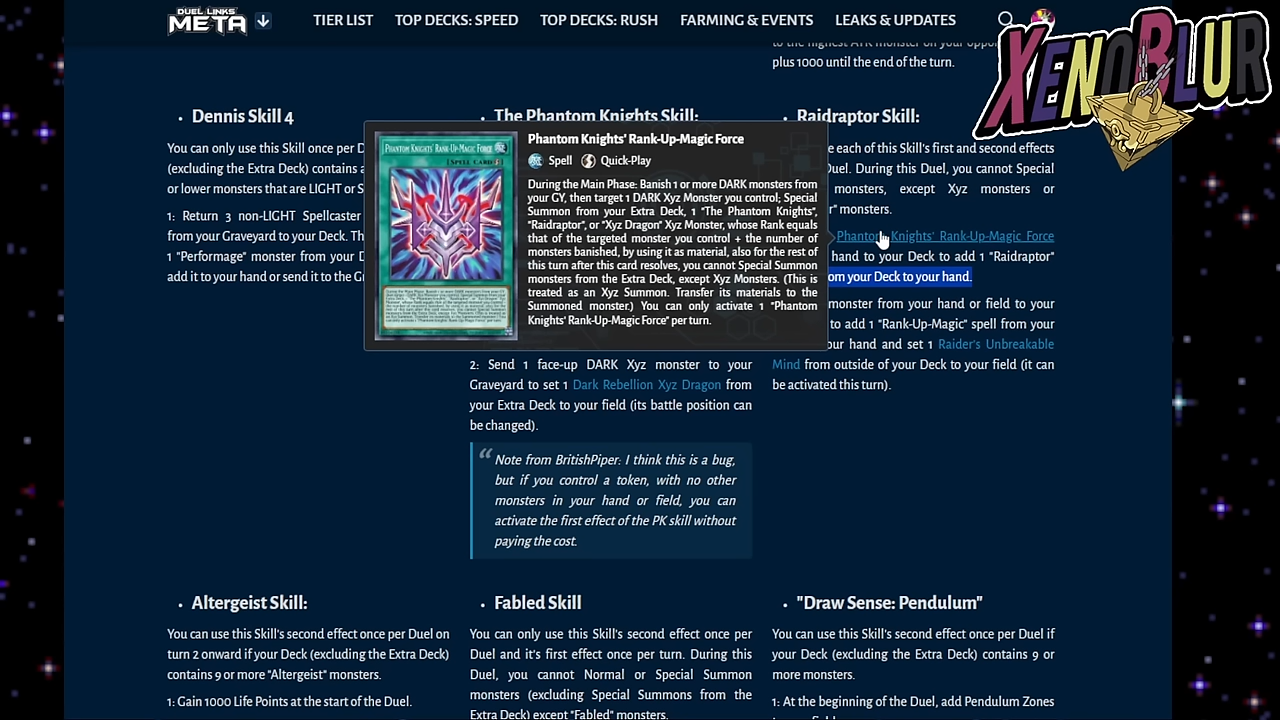 DUEL LINKS
META
TIER LIST
TOP DECKS: SPEED
TOP DECKS: RUSH
FARMING & EVENTS
LEAKS & UPDATES
XENOBLUR
to the highest ATK monster on your
plus 1000 until the end of the turn.
Dennis Skill 4
You can only use this Skill once per D
(excluding the Extra Deck) contains
or lower monsters that are LIGHT or S
1: Return 3 non-LIGHT Spellcaster
from your Graveyard to your Deck. Th
1 "Performage" monster from your D
add it to your hand or send it to the G
The Phantom Knights Skill:
Phantom Knights' Rank-Up-Magic Force
Spell
Quick-Play
During the Main Phase: Banish 1 or more DARK monsters from
your GY, then target 1 DARK Xyz Monster you control; Special
Summon from your Extra Deck, 1 "The Phantom Knights",
"Raidraptor", or "Xyz Dragon" Xyz Monster, whose Rank equals
that of the targeted monster you control + the number of
monsters banished, by using it as material, also for the rest of
this turn after this card resolves, you cannot Special Summon
monsters from the Extra Deck, except Xyz Monsters. (This is
treated as an Xyz Summon. Transfer its materials to the
Summoned monster.) You can only activate 1 "Phantom
Knights' Rank-Up-Magic Force" per turn.
PHANTOM KNIGHTS' RANK-UP-MAGIC FORCE
[SPELL CARD]
2: Send 1 face-up DARK Xyz monster to your
Graveyard to set 1 Dark Rebellion Xyz Dragon from
your Extra Deck to your field (its battle position can
be changed).
“ Note from BritishPiper: I think this is a bug,
but if you control a token, with no other
monsters in your hand or field, you can
activate the first effect of the PK skill without
paying the cost.
Raidraptor Skill:
e each of this Skill's first and second effects
Duel. During this Duel, you cannot Special
monsters, except Xyz monsters or
r" monsters.
Phantom Knights' Rank-Up-Magic Force
hand to your Deck to add 1 "Raidraptor"
om your Deck to your hand.
monster from your hand or field to your
to add 1 "Rank-Up-Magic" spell from your
our hand and set 1 Raider's Unbreakable
Mind from outside of your Deck to your field (it can
be activated this turn).
Altergeist Skill:
You can use this Skill's second effect once per Duel on
turn 2 onward if your Deck (excluding the Extra Deck)
contains 9 or more "Altergeist" monsters.
1: Gain 1000 Life Points at the start of the Duel.
Fabled Skill
You can only use this Skill's second effect once per
Duel and it's first effect once per turn. During this
Duel, you cannot Normal or Special Summon
monsters (excluding Special Summons from the
Extra Deck) except "Fabled" monsters.
"Draw Sense: Pendulum"
You can use this Skill's second effect once per Duel if
your Deck (excluding the Extra Deck) contains 9 or
more monsters.
1: At the beginning of the Duel, add Pendulum Zones